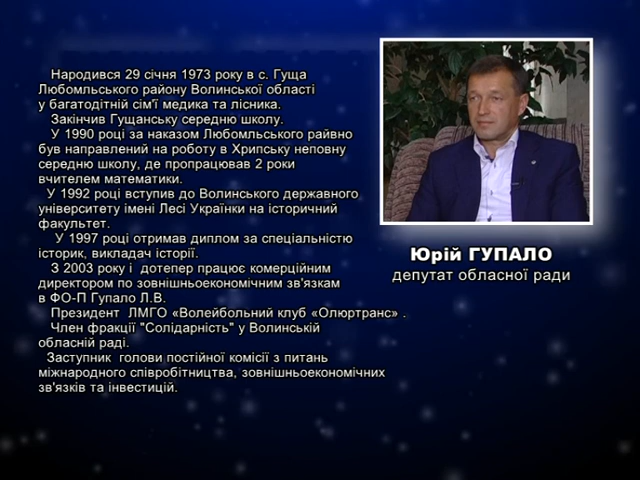 Народився 29 січня 1973 року в с. Гуща
Любомльського району Волинської області
у багатодітній сім'ї медика та лісника.
Закінчив Гущанську середню школу.
У 1990 році за наказом Любомльського райвно
був направлений на роботу в Хрипську неповну
середню школу, де пропрацював 2 роки
вчителем математики.
У 1992 році вступив до Волинського державного
університету імені Лесі Українки на історичний
факультет.
У 1997 році отримав диплом за спеціальністю
історик, викладач історії.
З 2003 року і дотепер працює комерційним
директором по зовнішньоекономічним зв'язкам
в ФО-П Гупало Л.В.
Президент ЛМГО «Волейбольний клуб «Олюртранс» .
Член фракції "Солідарність" у Волинській
обласній раді.
Заступник голови постійної комісії з питань
міжнародного співробітництва, зовнішньоекономічних
зв'язків та інвестицій.
Юрій ГУПАЛО
депутат обласної ради